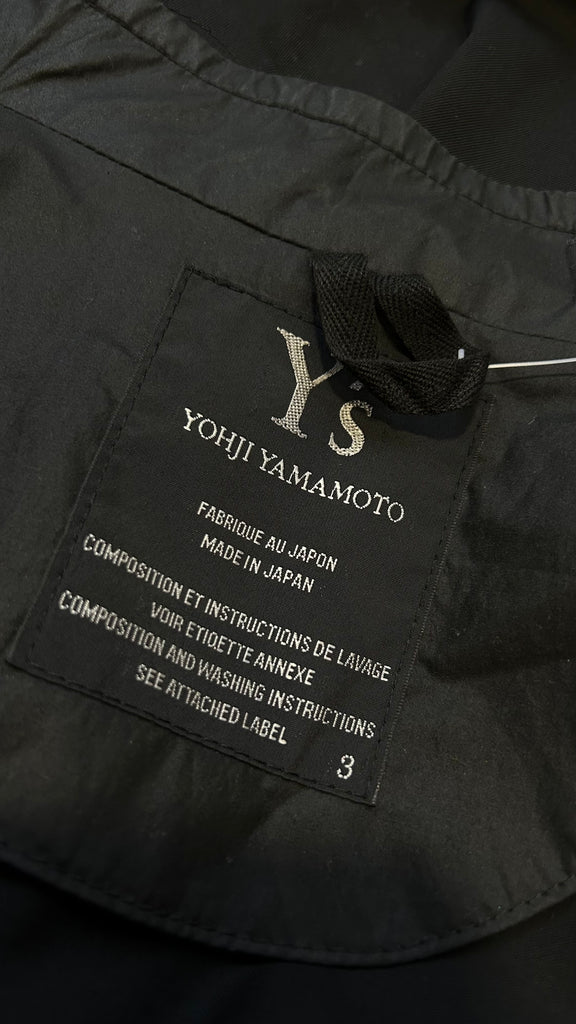 Y's
YOHJI YAMAMOTO
FABRIQUE AU JAPON
MADE IN JAPAN
COMPOSITION ET INSTRUCTIONS DE LAVAGE
VOIR ETIQETTE ANNEXE
COMPOSITION AND WASHING INSTRUCTIONS
SEE ATTACHED LABEL
3